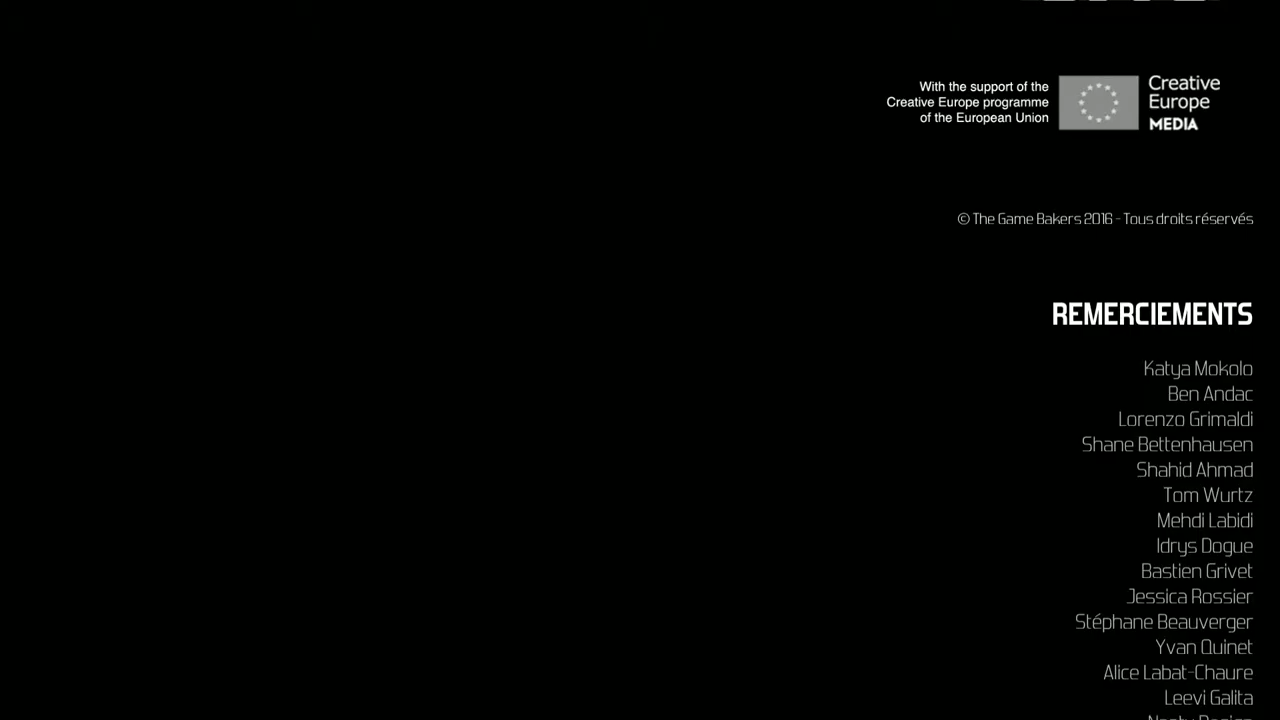 With the support of the
Creative Europe programme
of the European Union
Creative
Europe
MEDIA
© The Game Bakers 2016 - Tous droits réservés
REMERCIEMENTS
Katya Mokolo
Ben Andac
Lorenzo Grimaldi
Shane Bettenhausen
Shahid Ahmad
Tom Wurtz
Mehdi Labidi
Idrys Dogue
Bastien Grivet
Jessica Rossier
Stéphane Beauverger
Yvan Quinet
Alice Labat-Chaure
Leevi Galita